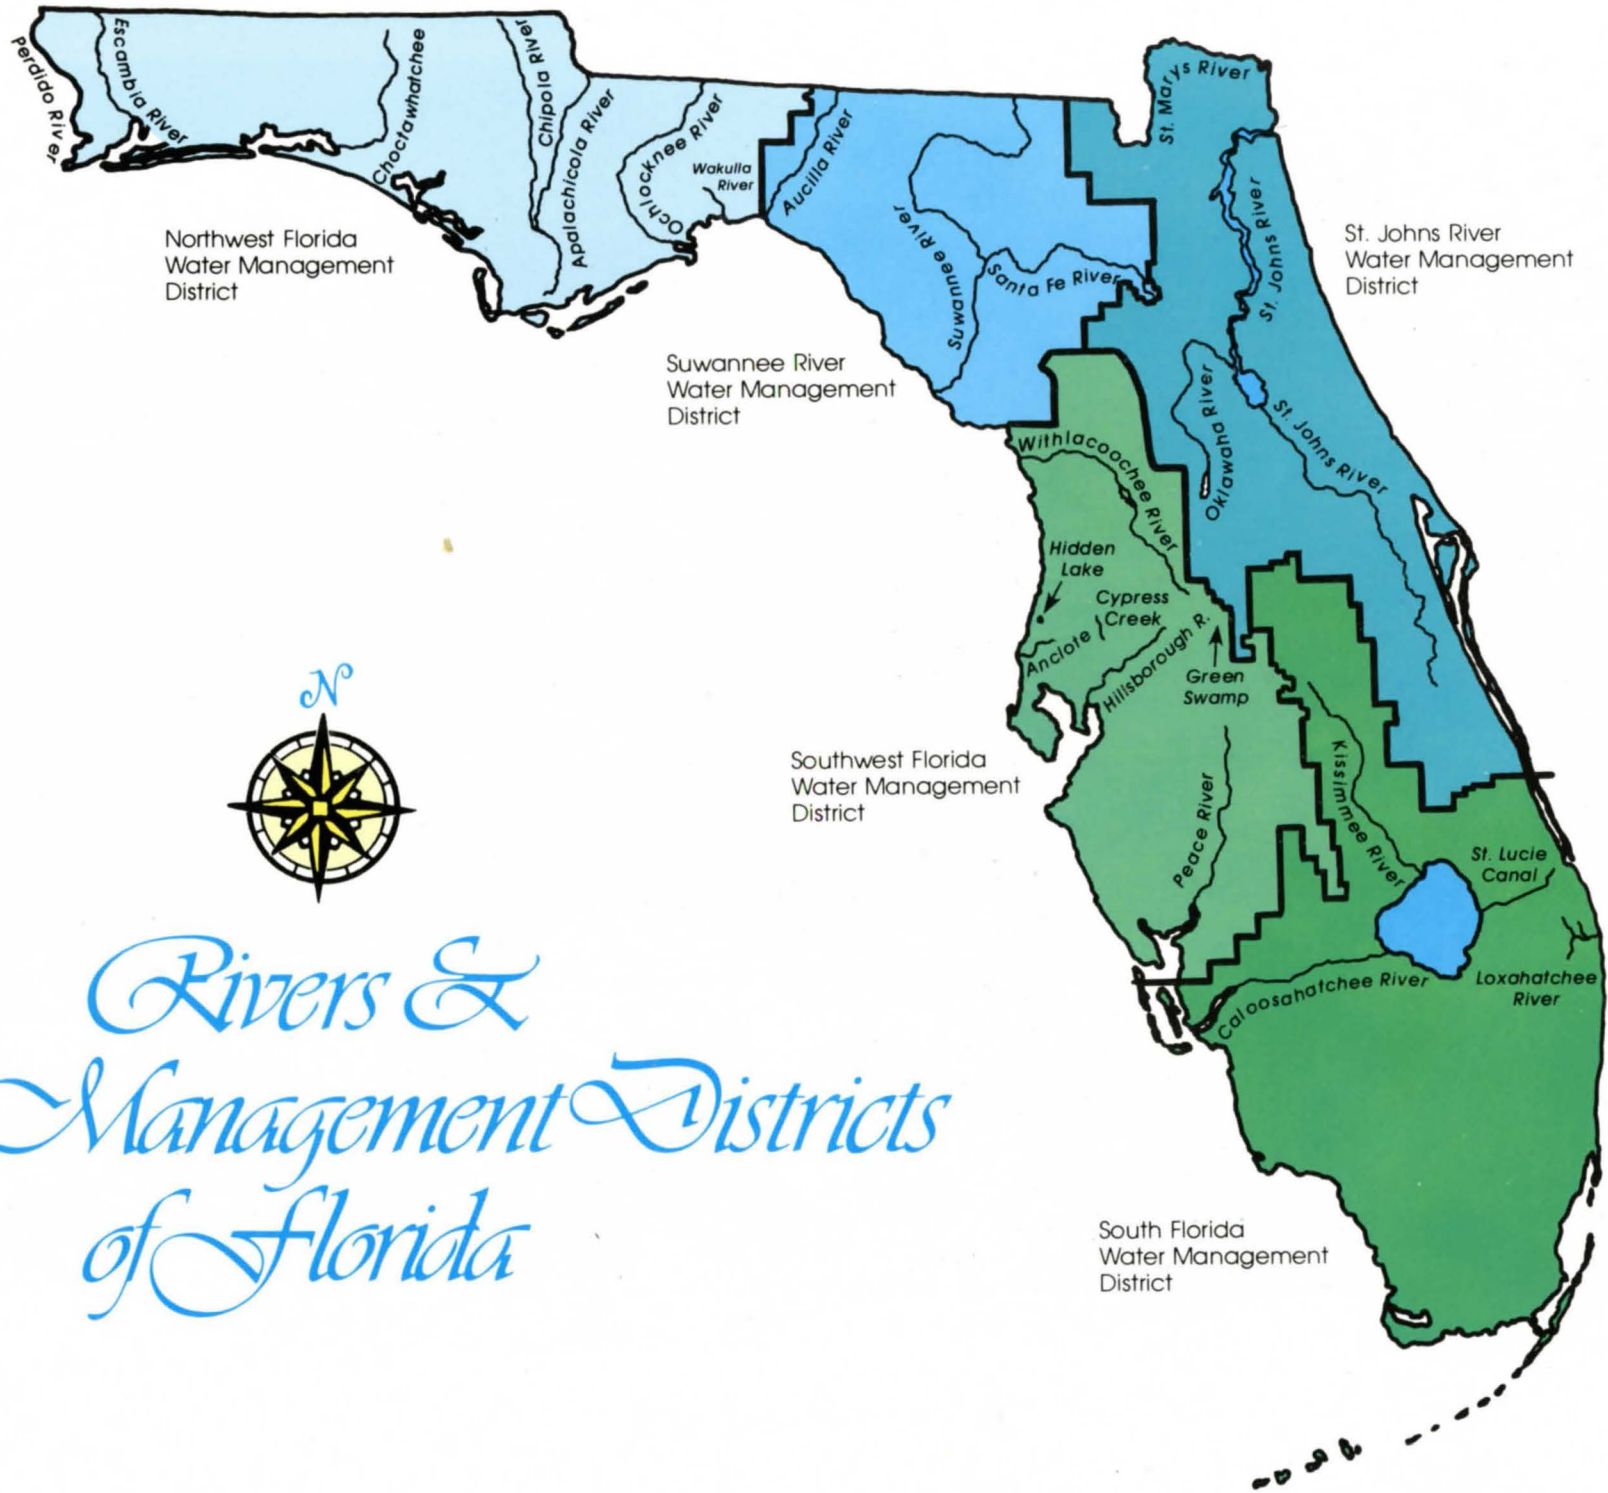 Perdido River
Escambia River
Choctawhatchee
Chipola River
Apalachicola River
Ochlocknee River
Wakulla
River
Aucilla River
Suwannee River
Santa Fe River
St. Marys River
St. Johns River
Northwest Florida
Water Management
District
St. Johns River
Water Management
District
Suwannee River
Water Management
District
Oklawaha River
St. Johns River
Withlacoochee River
Hidden
Lake
Cypress
Creek
Anclote
Hillsborough R.
Green
Swamp
N
Southwest Florida
Water Management
District
Peace River
Kissimmee River
St. Lucie
Canal
Caloosahatchee River
Loxahatchee
River
Rivers &
Management Districts
of Florida
South Florida
Water Management
District